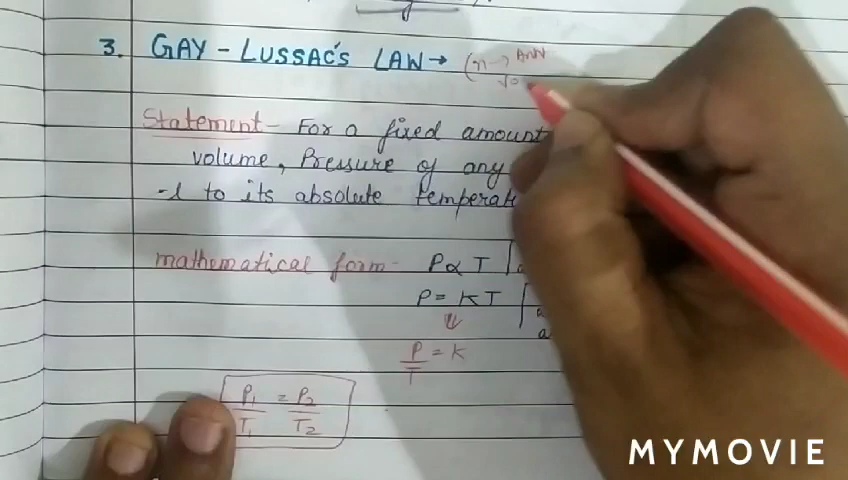 3. GAY - LUSSAC'S LAW → (n →
Statement - For a fixed amount
volume, Pressure of any
-l to its absolute temperat
mathematical form - P ∝ T
P = KT
⇓
P/T = K
P₁/T₁ = P₂/T₂
MYMOVIE